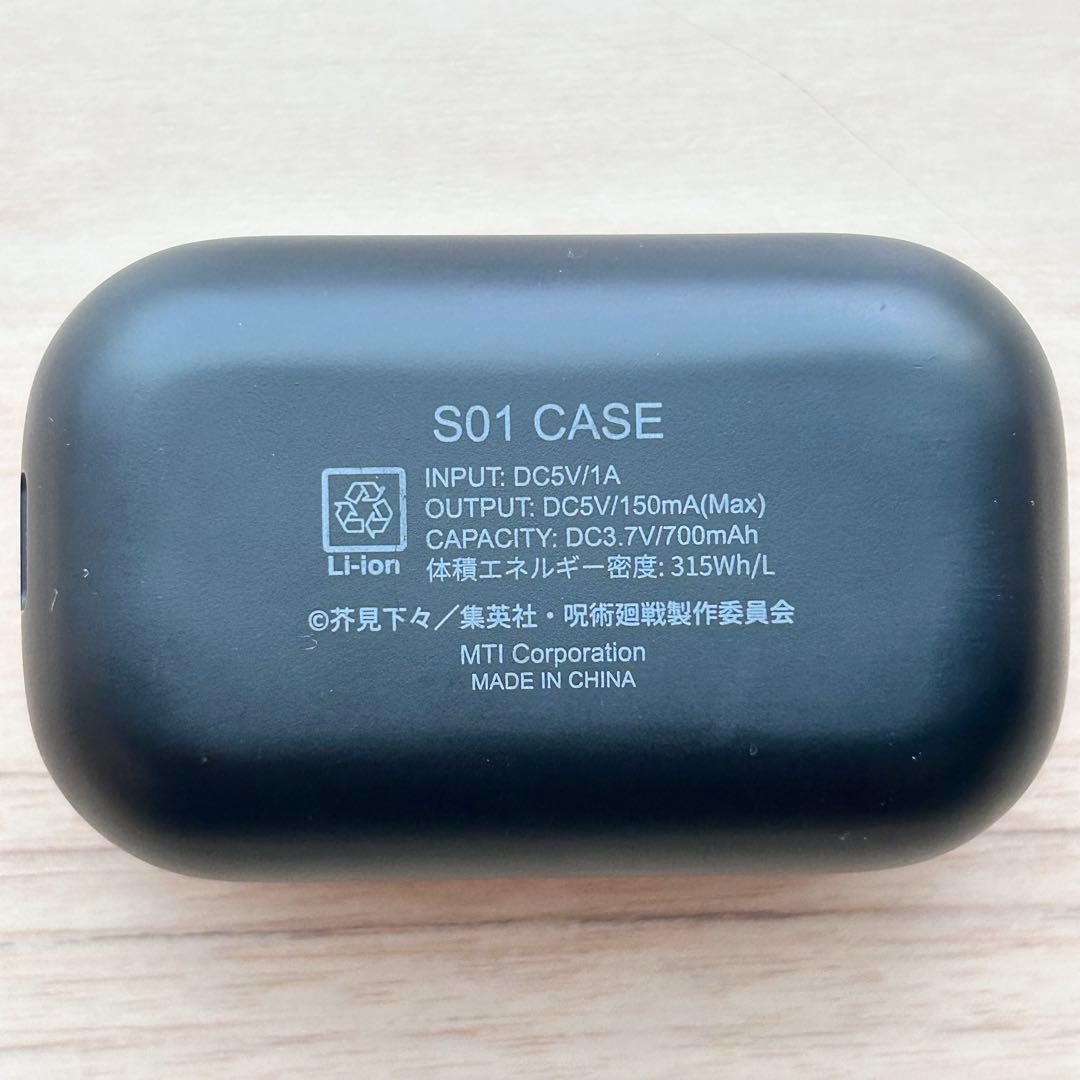 S01 CASE
INPUT: DC5V/1A
OUTPUT: DC5V/150mA(Max)
CAPACITY: DC3.7V/700mAh
Li-ion
体積エネルギー密度: 315Wh/L
©芥見下々／集英社・呪術廻戦製作委員会
MTI Corporation
MADE IN CHINA